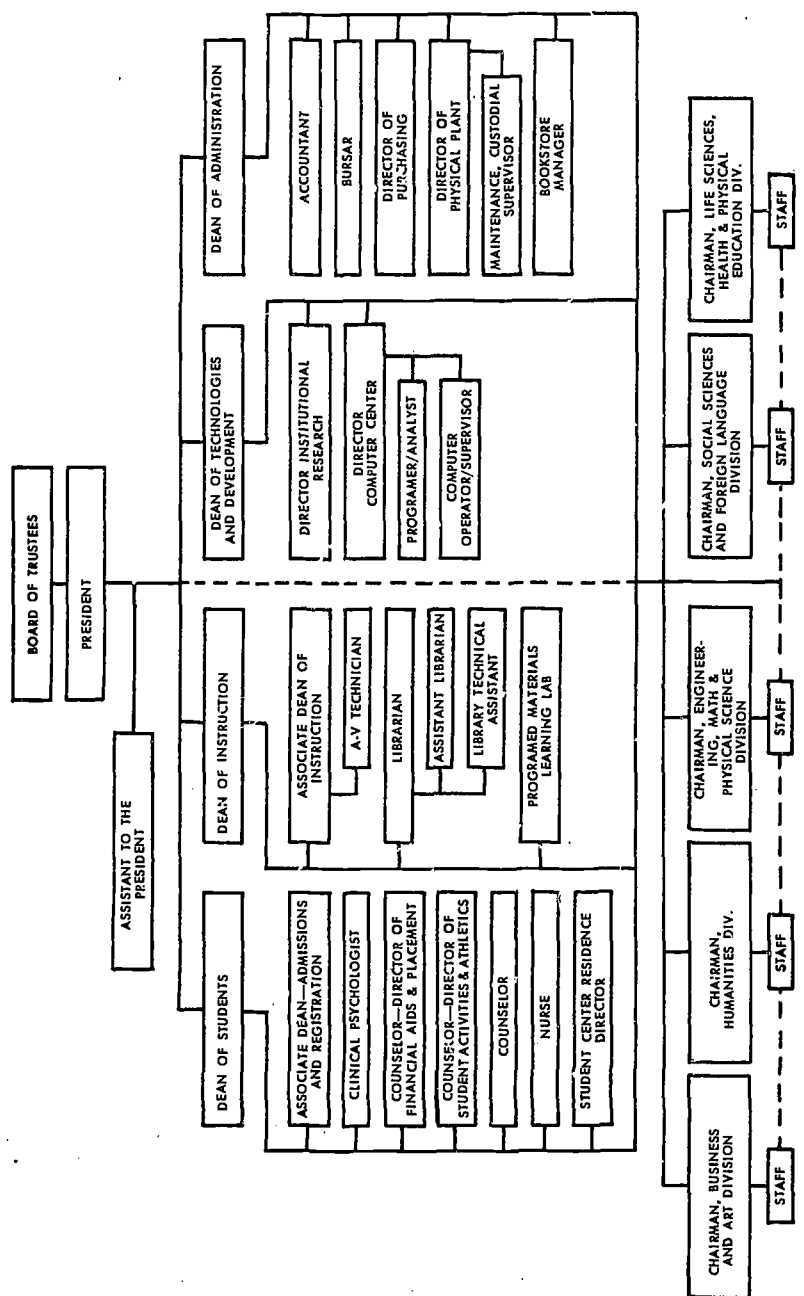 BOARD OF TRUSTEES
PRESIDENT
ASSISTANT TO THE
PRESIDENT
DEAN OF STUDENTS
ASSOCIATE DEAN—ADMISSIONS
AND REGISTRATION
CLINICAL PSYCHOLOGIST
COUNSELOR—DIRECTOR OF
FINANCIAL AIDS & PLACEMENT
COUNSELOR—DIRECTOR OF
STUDENT ACTIVITIES & ATHLETICS
COUNSELOR
NURSE
STUDENT CENTER RESIDENCE
DIRECTOR
DEAN OF INSTRUCTION
ASSOCIATE DEAN OF
INSTRUCTION
A-V TECHNICIAN
LIBRARIAN
ASSISTANT LIBRARIAN
LIBRARY TECHNICAL
ASSISTANT
PROGRAMED MATERIALS
LEARNING LAB
DEAN OF TECHNOLOGIES
AND DEVELOPMENT
DIRECTOR INSTITUTIONAL
RESEARCH
DIRECTOR
COMPUTER CENTER
PROGRAMER/ANALYST
COMPUTER
OPERATOR/SUPERVISOR
DEAN OF ADMINISTRATION
ACCOUNTANT
BURSAR
DIRECTOR OF
PURCHASING
DIRECTOR OF
PHYSICAL PLANT
MAINTENANCE, CUSTODIAL
SUPERVISOR
BOOKSTORE
MANAGER
CHAIRMAN, BUSINESS
AND ART DIVISION
CHAIRMAN,
HUMANITIES DIV.
CHAIRMAN, ENGINEER-
ING, MATH &
PHYSICAL SCIENCE
DIVISION
CHAIRMAN, SOCIAL SCIENCES
AND FOREIGN LANGUAGE
DIVISION
CHAIRMAN, LIFE SCIENCES,
HEALTH & PHYSICAL
EDUCATION DIV.
STAFF
STAFF
STAFF
STAFF
STAFF